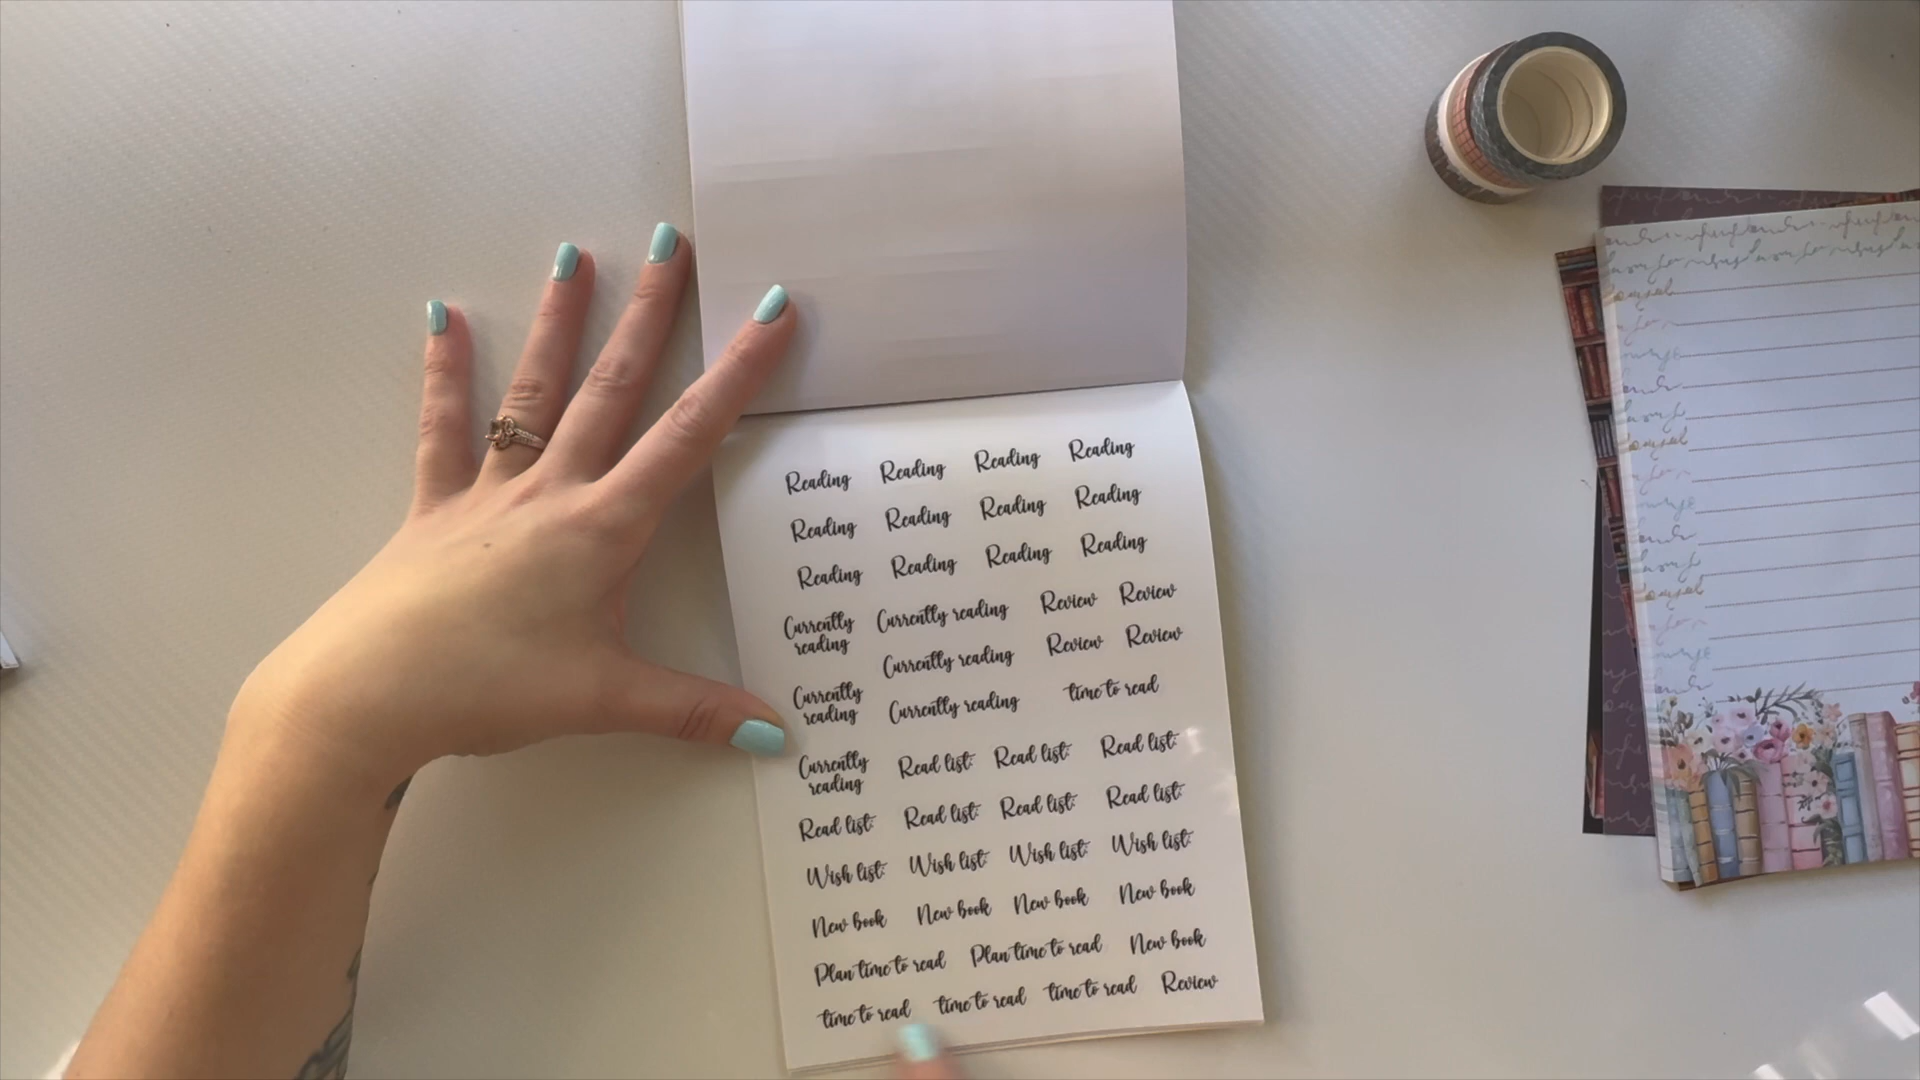 Reading Reading Reading Reading
Reading Reading Reading Reading
Reading Reading Reading Reading
Currently reading Currently reading Review Review
Currently reading Review Review
Currently reading Currently reading time to read
Currently reading Read list: Read list: Read list:
Read list: Read list: Read list: Read list:
Wish list: Wish list: Wish list: Wish list:
New book New book New book New book
Plan time to read Plan time to read New book
time to read time to read time to read Review